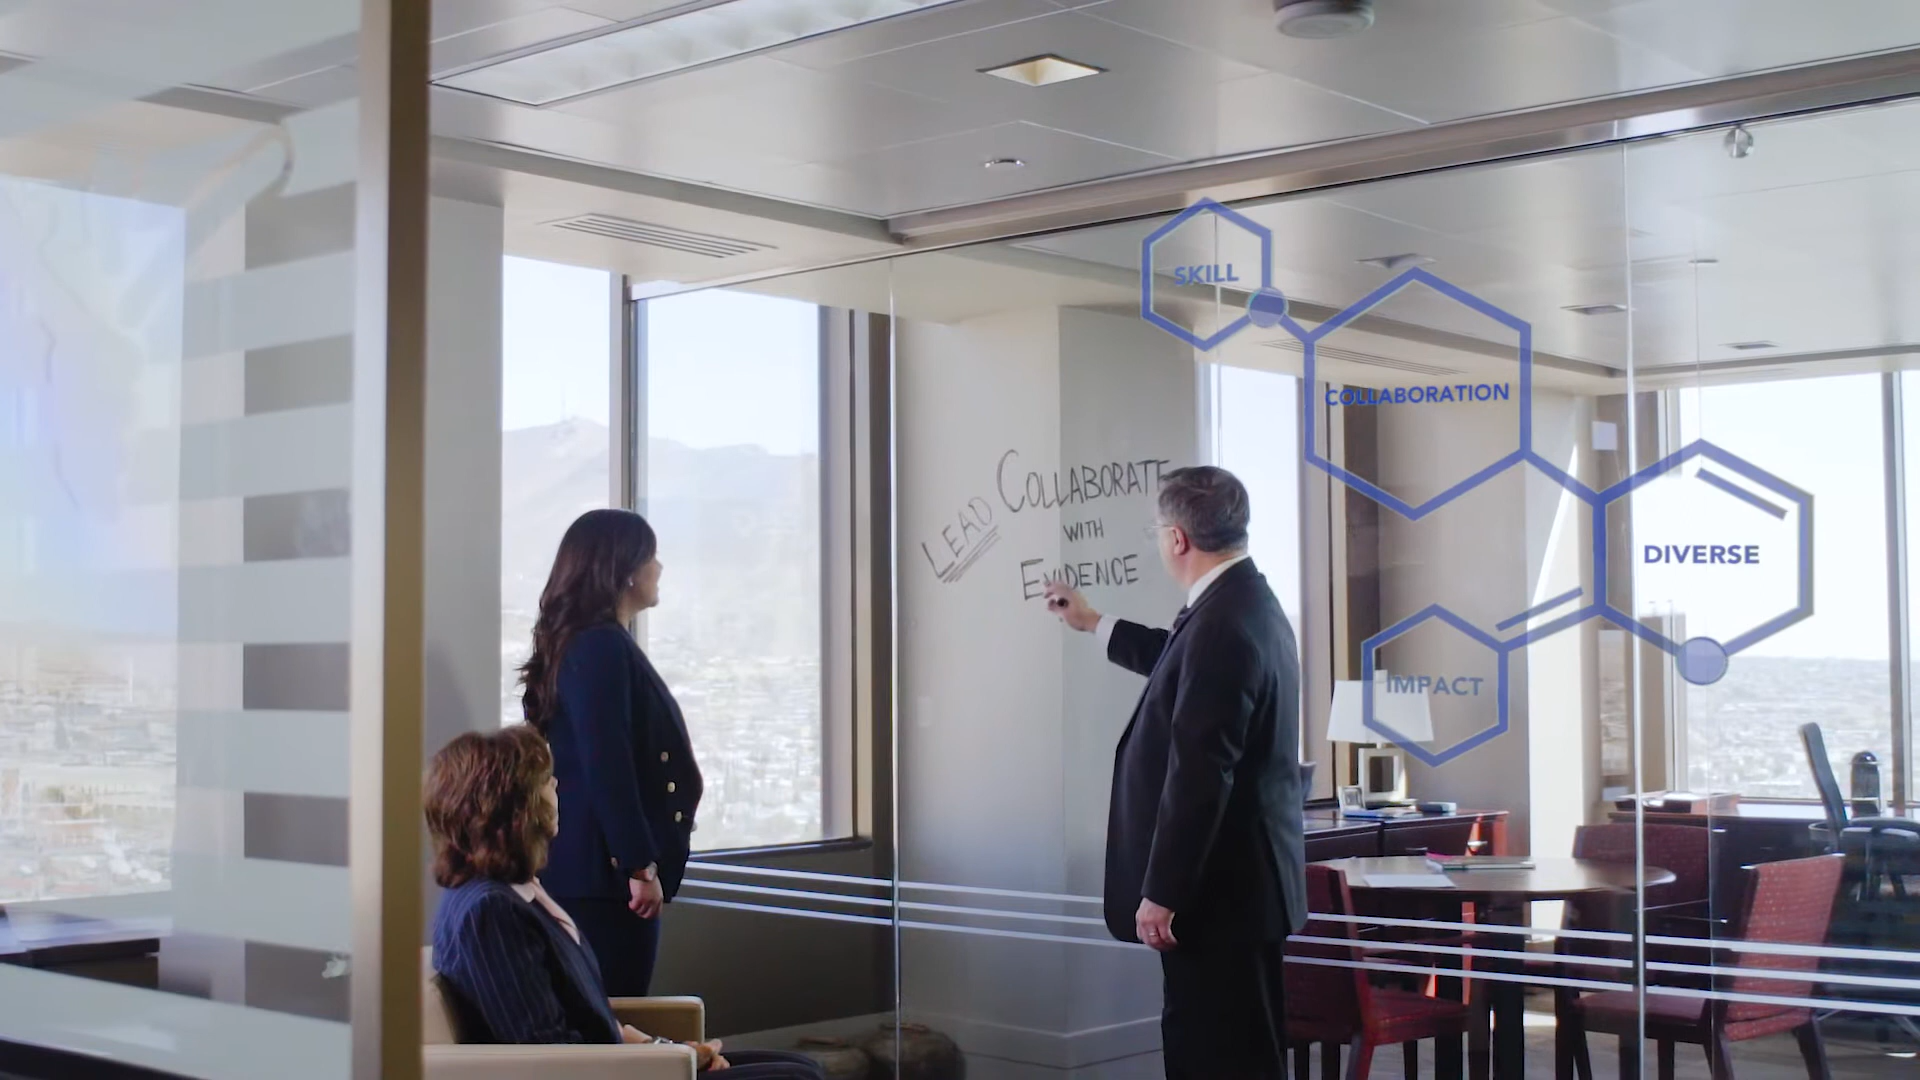 LEAD
COLLABORATE
WITH
EVIDENCE
SKILL
COLLABORATION
DIVERSE
IMPACT